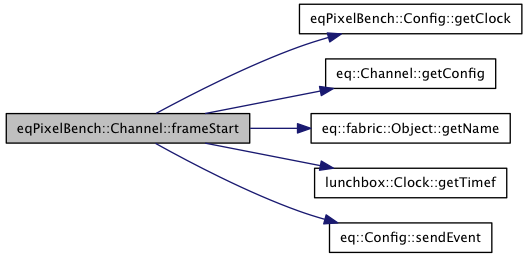 eqPixelBench::Config::getClock
eq::Channel::getConfig
eqPixelBench::Channel::frameStart
eq::fabric::Object::getName
lunchbox::Clock::getTimef
eq::Config::sendEvent